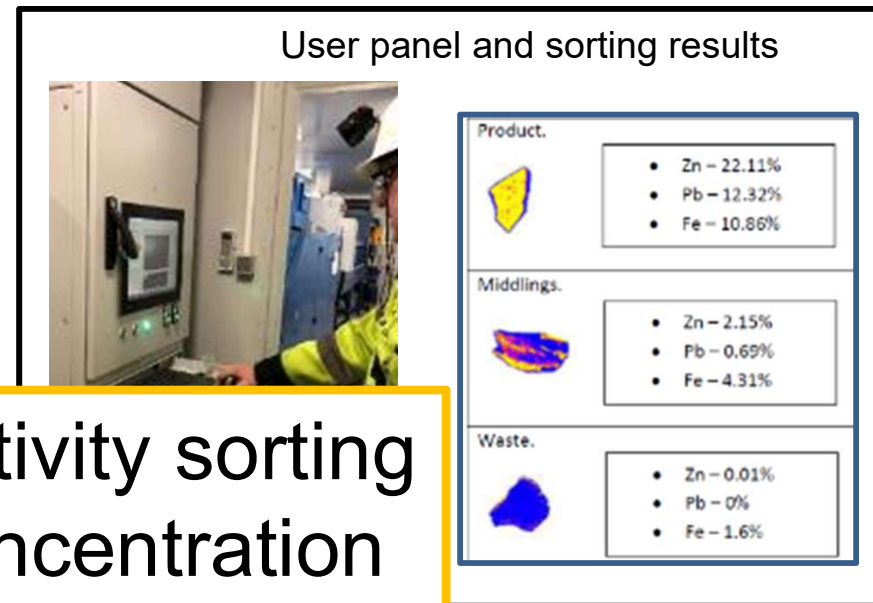 User panel and sorting results
Product.
• Zn – 22.11%
• Pb – 12.32%
• Fe – 10.86%
Middlings.
• Zn – 2.15%
• Pb – 0.69%
• Fe – 4.31%
Waste.
• Zn – 0.01%
• Pb – 0%
• Fe – 1.6%
tivity sorting
ncentration